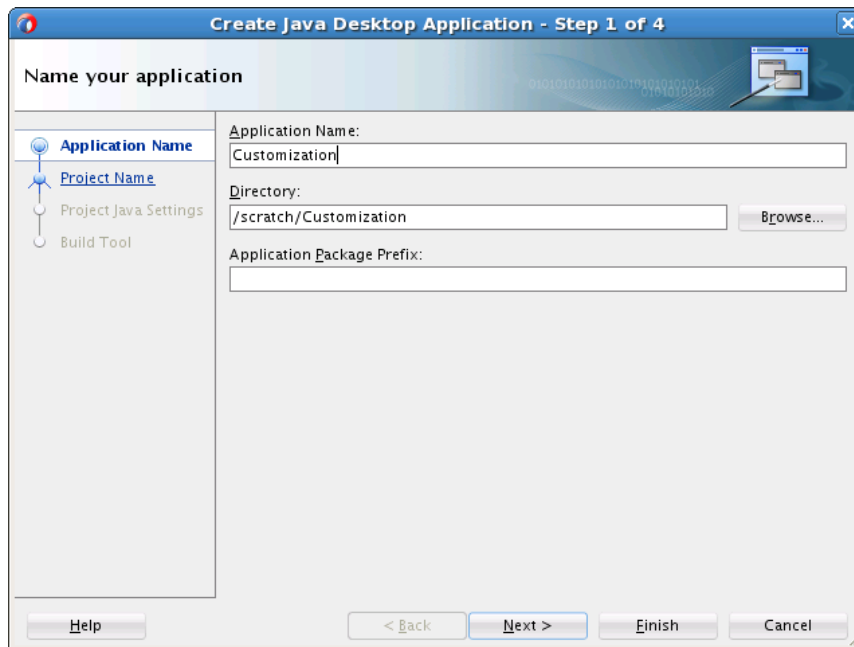 Create Java Desktop Application - Step 1 of 4
Name your application
Application Name
Project Name
Project Java Settings
Build Tool
Application Name:
Customization
Directory:
/scratch/Customization
Browse...
Application Package Prefix:
Help
< Back
Next >
Finish
Cancel